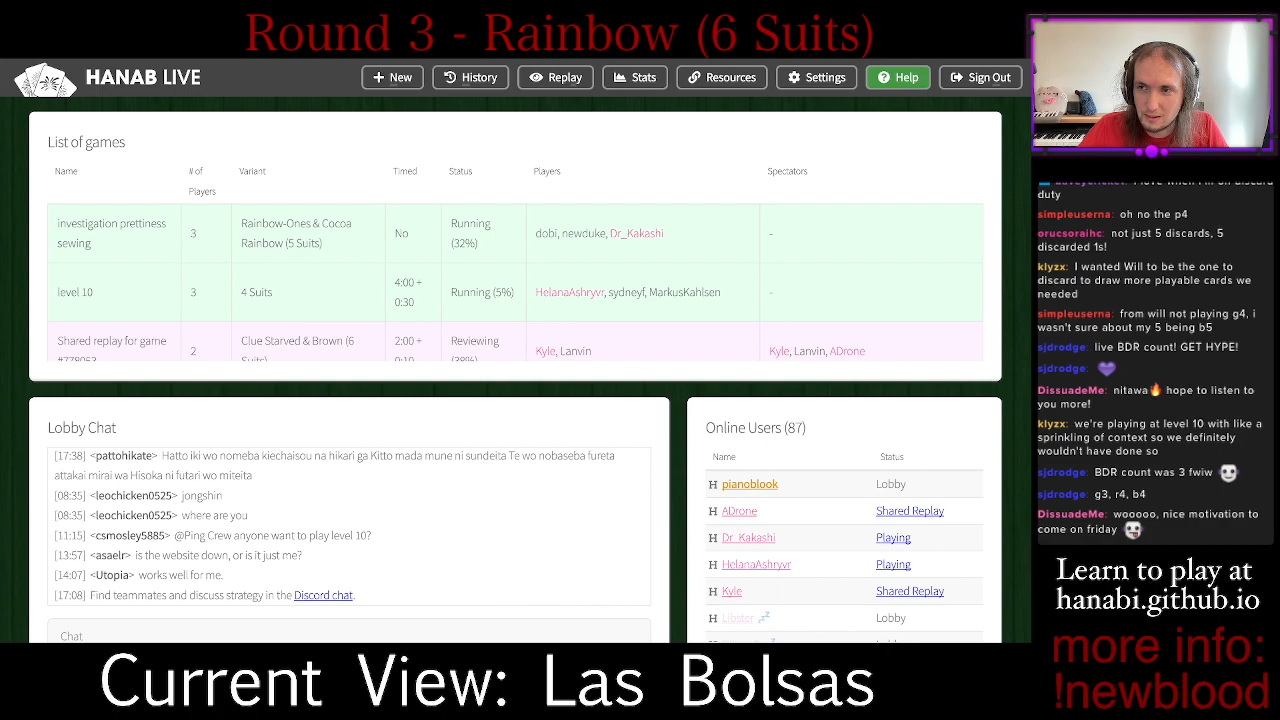 Round 3 - Rainbow (6 Suits)
HANAB LIVE
New
History
Replay
Stats
Resources
Settings
Help
Sign Out
List of games
Name
# of
Players
Variant
Timed
Status
Players
Spectators
investigation prettiness
sewing
3
Rainbow-Ones & Cocoa
Rainbow (5 Suits)
No
Running
(32%)
dobi, newduke, Dr_Kakashi
-
level 10
3
4 Suits
4:00 +
0:30
Running (5%)
HelanaAshryvr, sydneyf, MarkusKahlsen
-
Shared replay for game
2
Clue Starved & Brown (6
2:00 +
Reviewing
Kyle, Lanvin
Kyle, Lanvin, ADrone
Lobby Chat
[17:38] <pattohikate> Hatto iki wo nomeba kiechaisou na hikari ga Kitto mada mune ni sundeita Te wo nobaseba fureta
attakai mirai wa Hisoka ni futari wo miteita
[08:35] <leochicken0525> jongshin
[08:35] <leochicken0525> where are you
[11:15] <csmosley5885> @Ping Crew anyone want to play level 10?
[13:57] <asaelr> is the website down, or is it just me?
[14:07] <Utopia> works well for me.
[17:08] Find teammates and discuss strategy in the Discord chat.
Chat
Online Users (87)
Name
Status
H pianoblook
Lobby
H ADrone
Shared Replay
H Dr_Kakashi
Playing
H HelanaAshryvr
Playing
H Kyle
Shared Replay
H Libster
Lobby
duty
simpleuserna: oh no the p4
orucsoraihc: not just 5 discards, 5
discarded 1s!
klyzx: I wanted Will to be the one to
discard to draw more playable cards we
needed
simpleuserna: from will not playing g4, i
wasn't sure about my 5 being b5
sjdrodge: live BDR count! GET HYPE!
sjdrodge:
DissuadeMe: nitawa hope to listen to
you more!
klyzx: we're playing at level 10 with like a
sprinkling of context so we definitely
wouldn't have done so
sjdrodge: BDR count was 3 fwiw
sjdrodge: g3, r4, b4
DissuadeMe: wooooo, nice motivation to
come on friday
Learn to play at
hanabi.github.io
more info:
!newblood
Current View: Las Bolsas